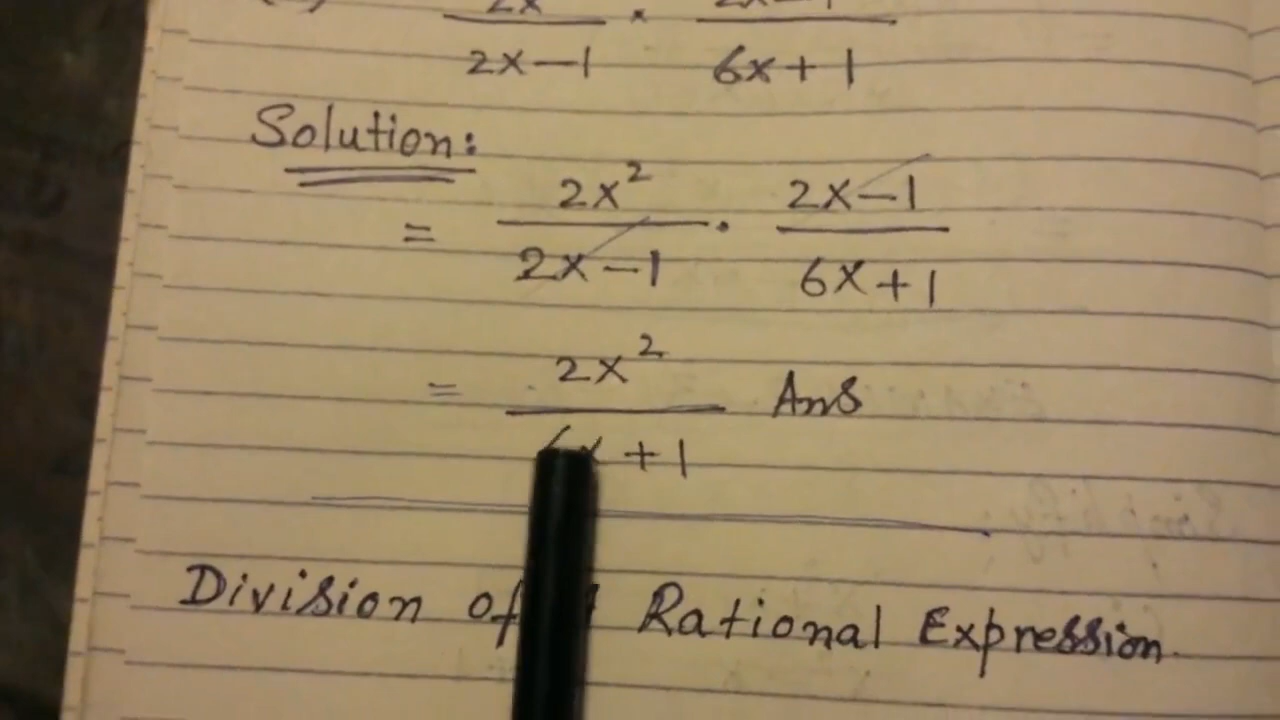 2x-1 6x+1
Solution:
= 2x² / 2x-1 . 2x-1 / 6x+1
= 2x² / 6x+1 Ans
Division of Rational Expression